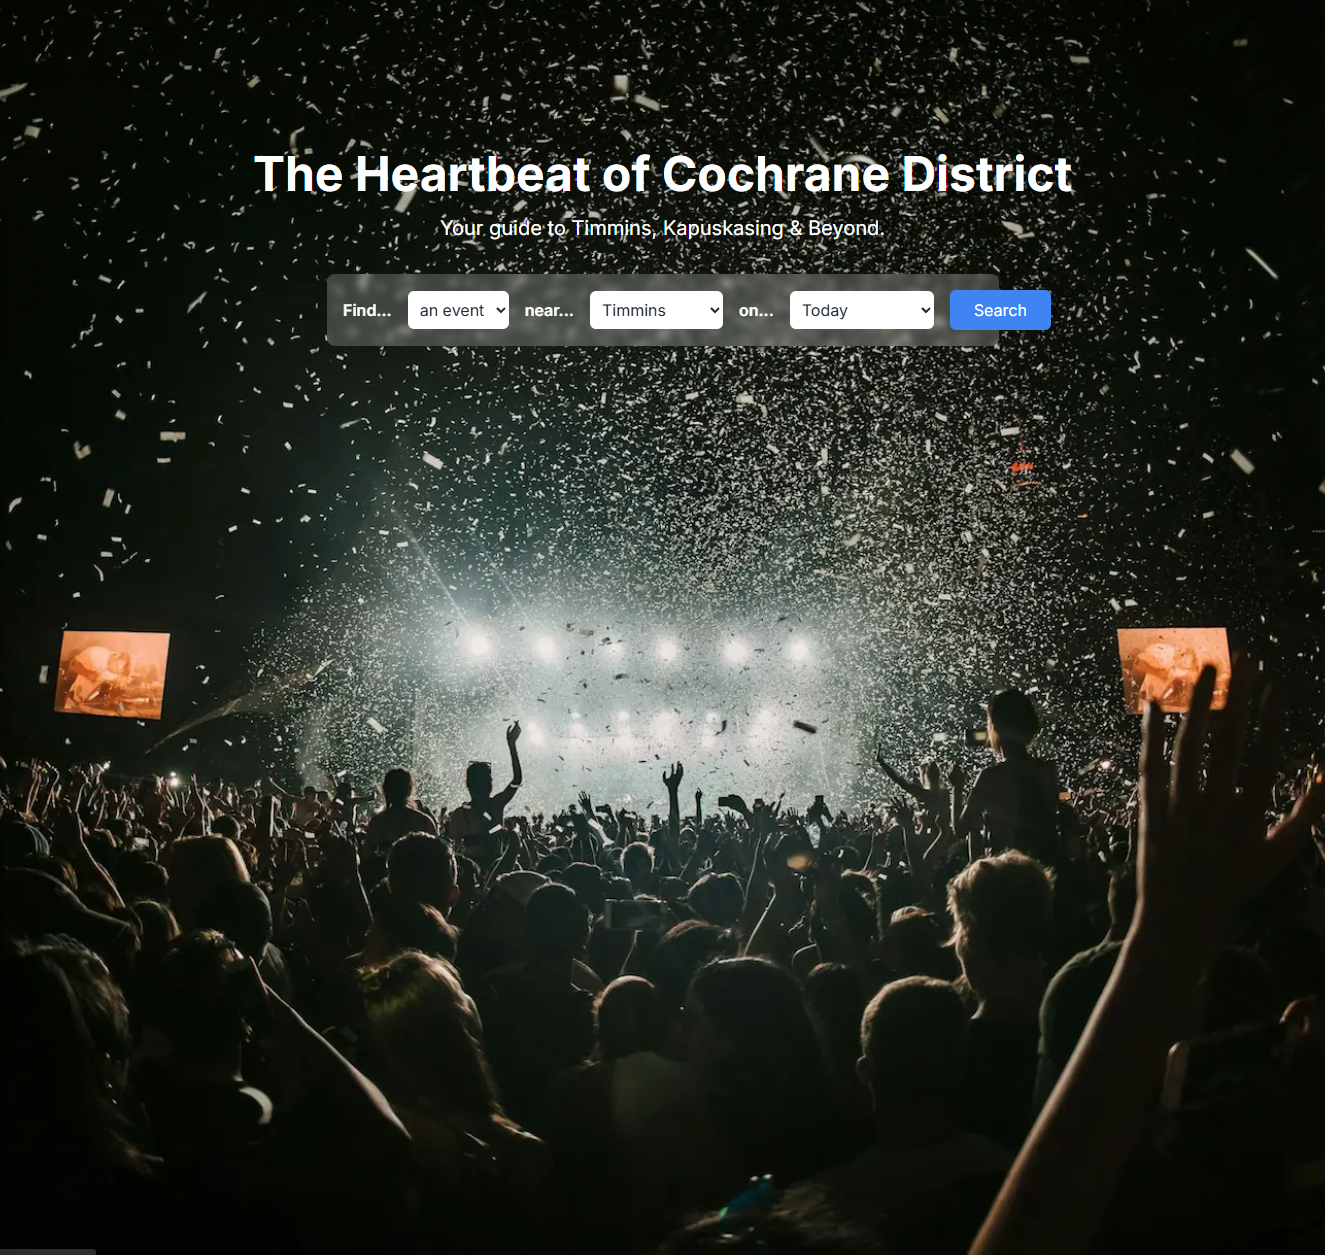 The Heartbeat of Cochrane District
Your guide to Timmins, Kapuskasing & Beyond.
Find... an event near... Timmins on... Today Search